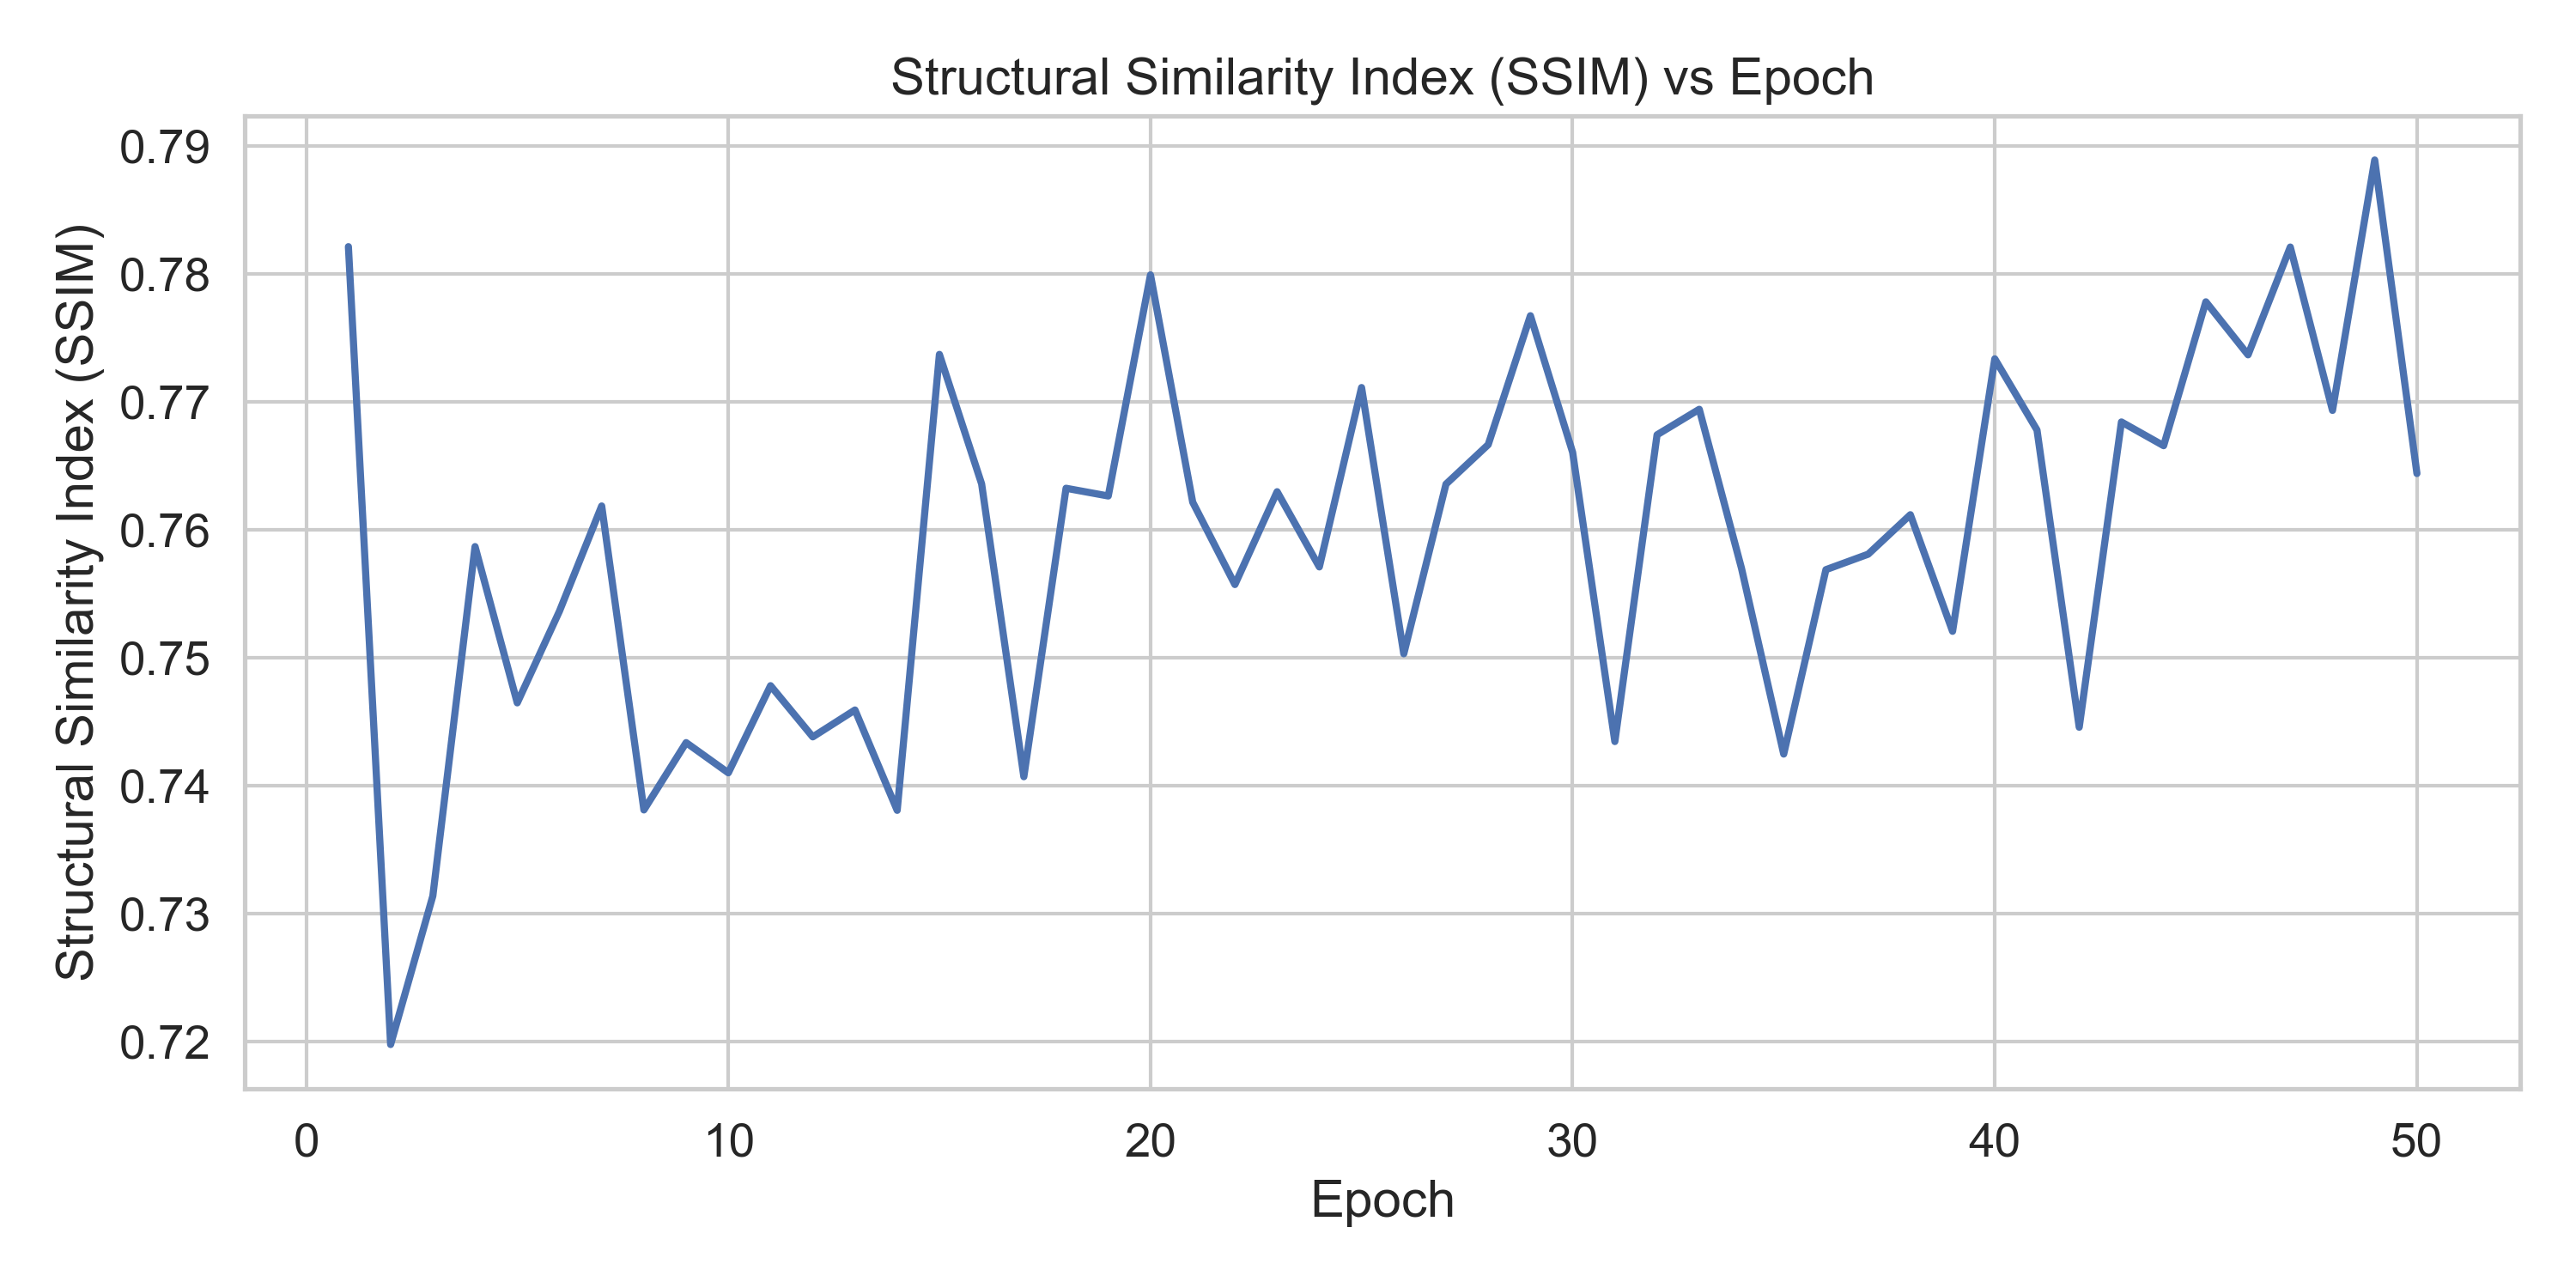 Structural Similarity Index (SSIM) vs Epoch
Structural Similarity Index (SSIM)
0.79
0.78
0.77
0.76
0.75
0.74
0.73
0.72
0 10 20 30 40 50
Epoch